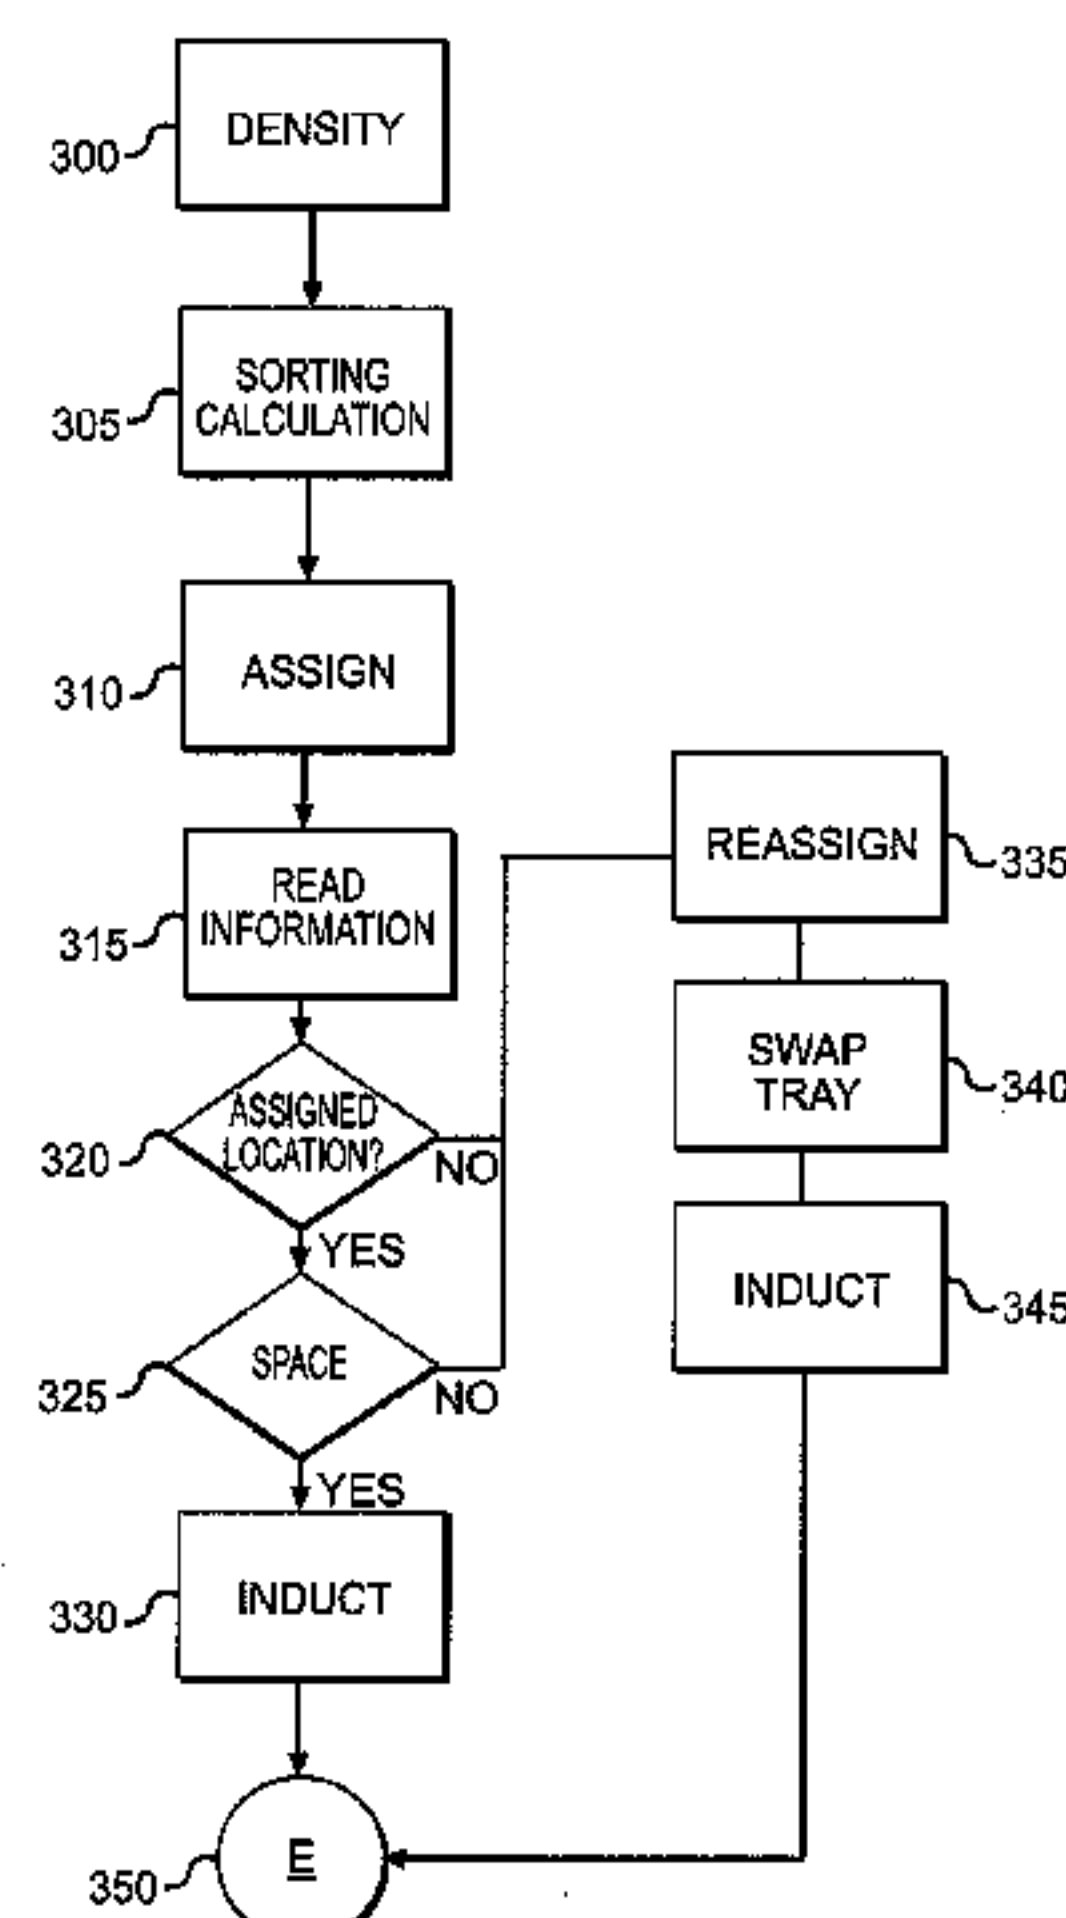 DENSITY
300
SORTING
CALCULATION
305
ASSIGN
310
READ
INFORMATION
315
REASSIGN
335
SWAP
TRAY
340
ASSIGNED
LOCATION?
320
NO
YES
INDUCT
345
SPACE
325
NO
YES
INDUCT
330
E
350